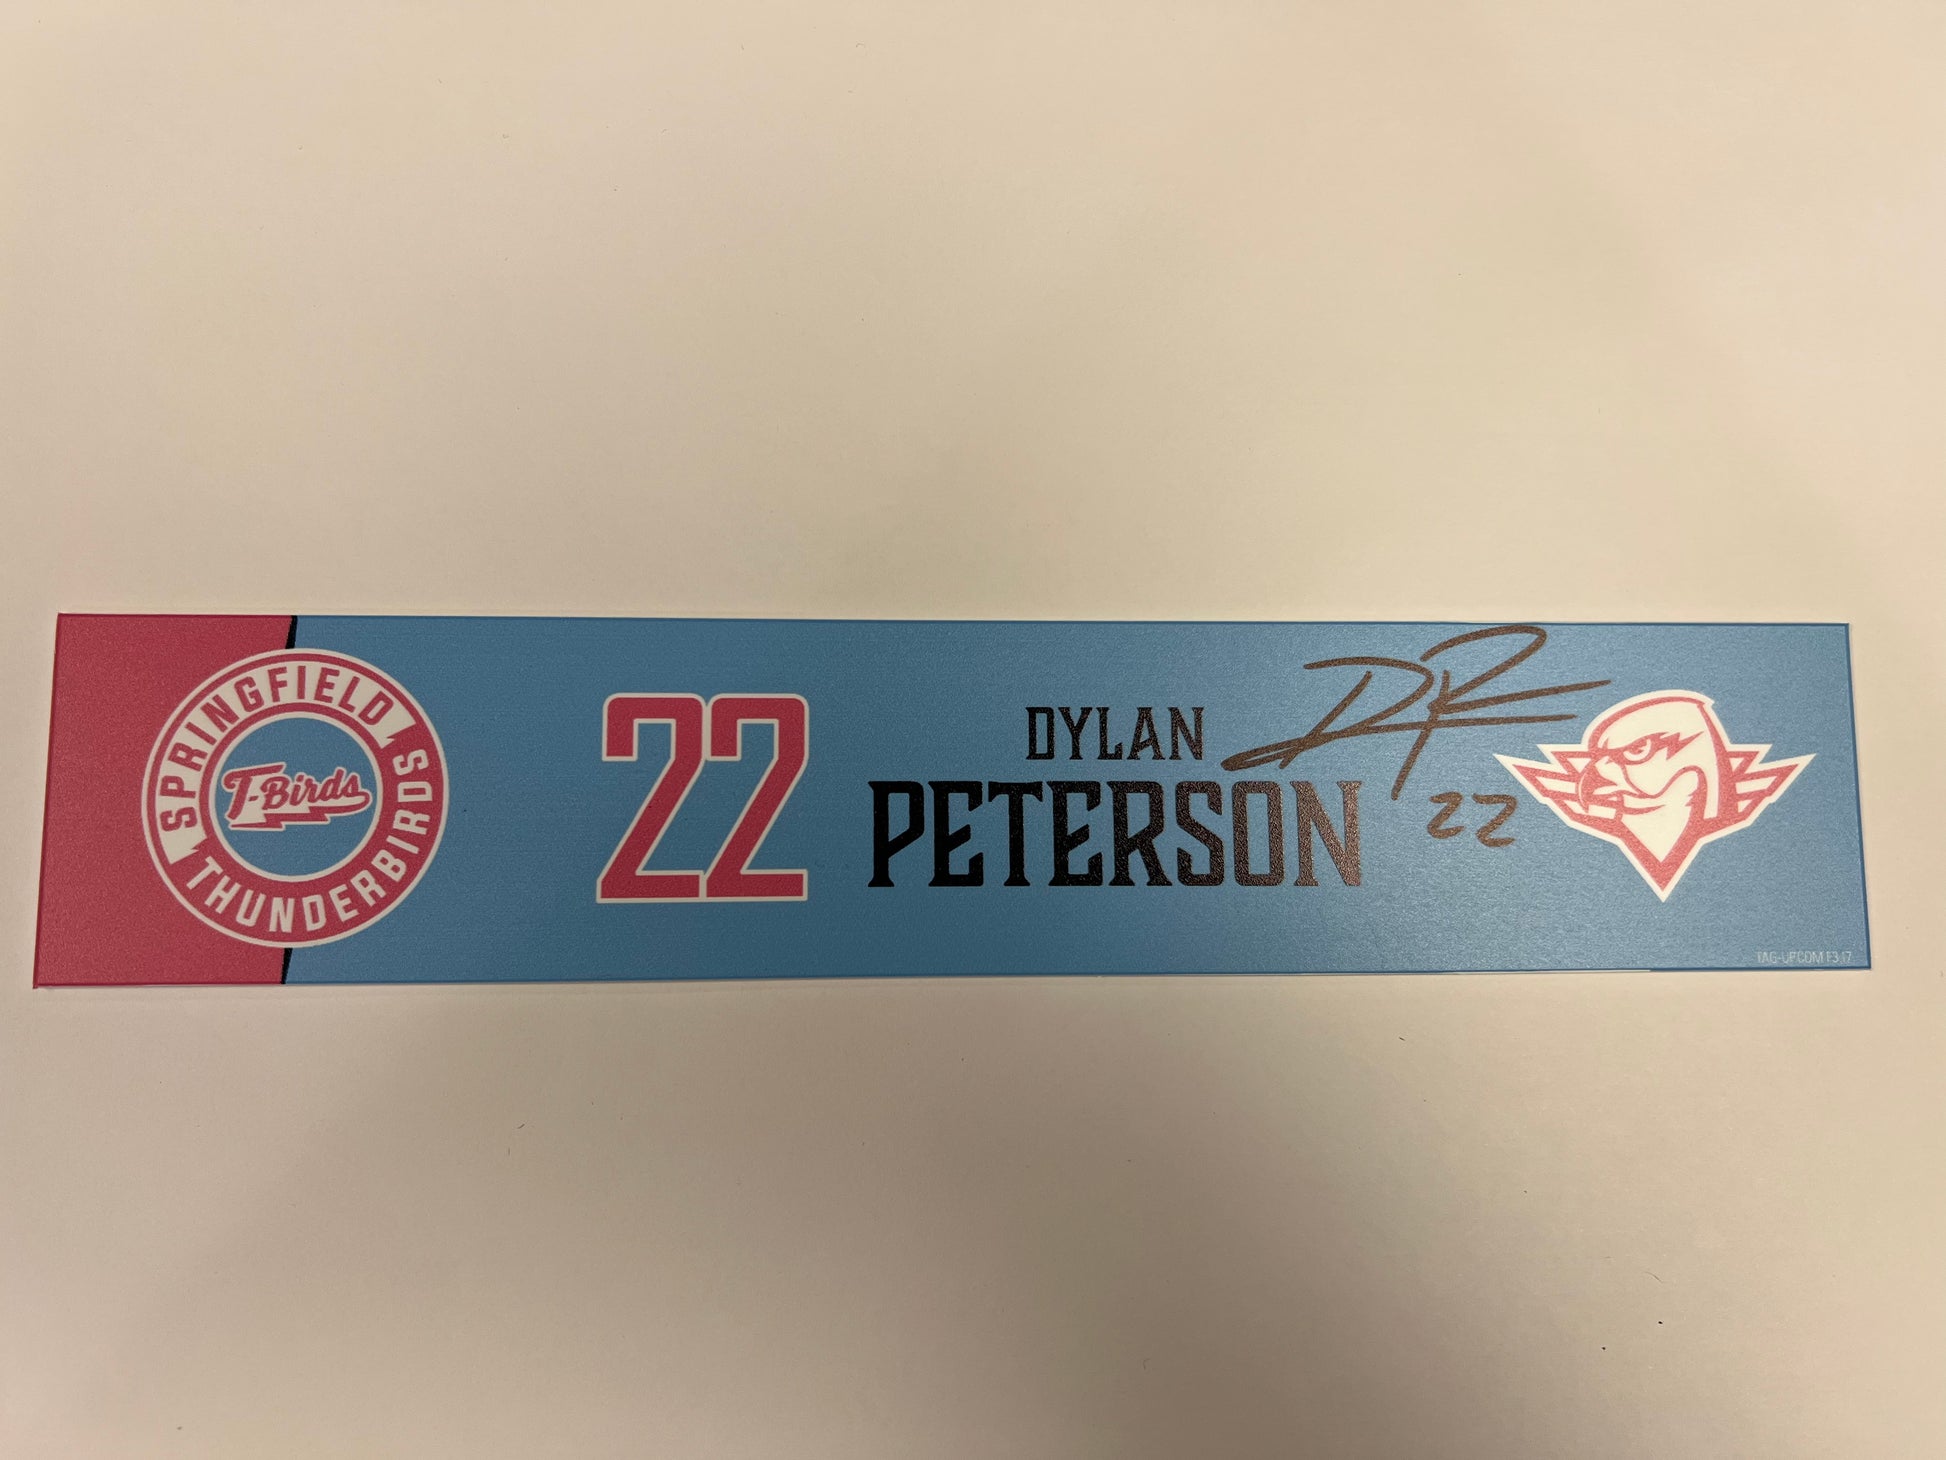 SPRINGFIELD
T-Birds
THUNDERBIRDS
22
DYLAN
PETERSON
22